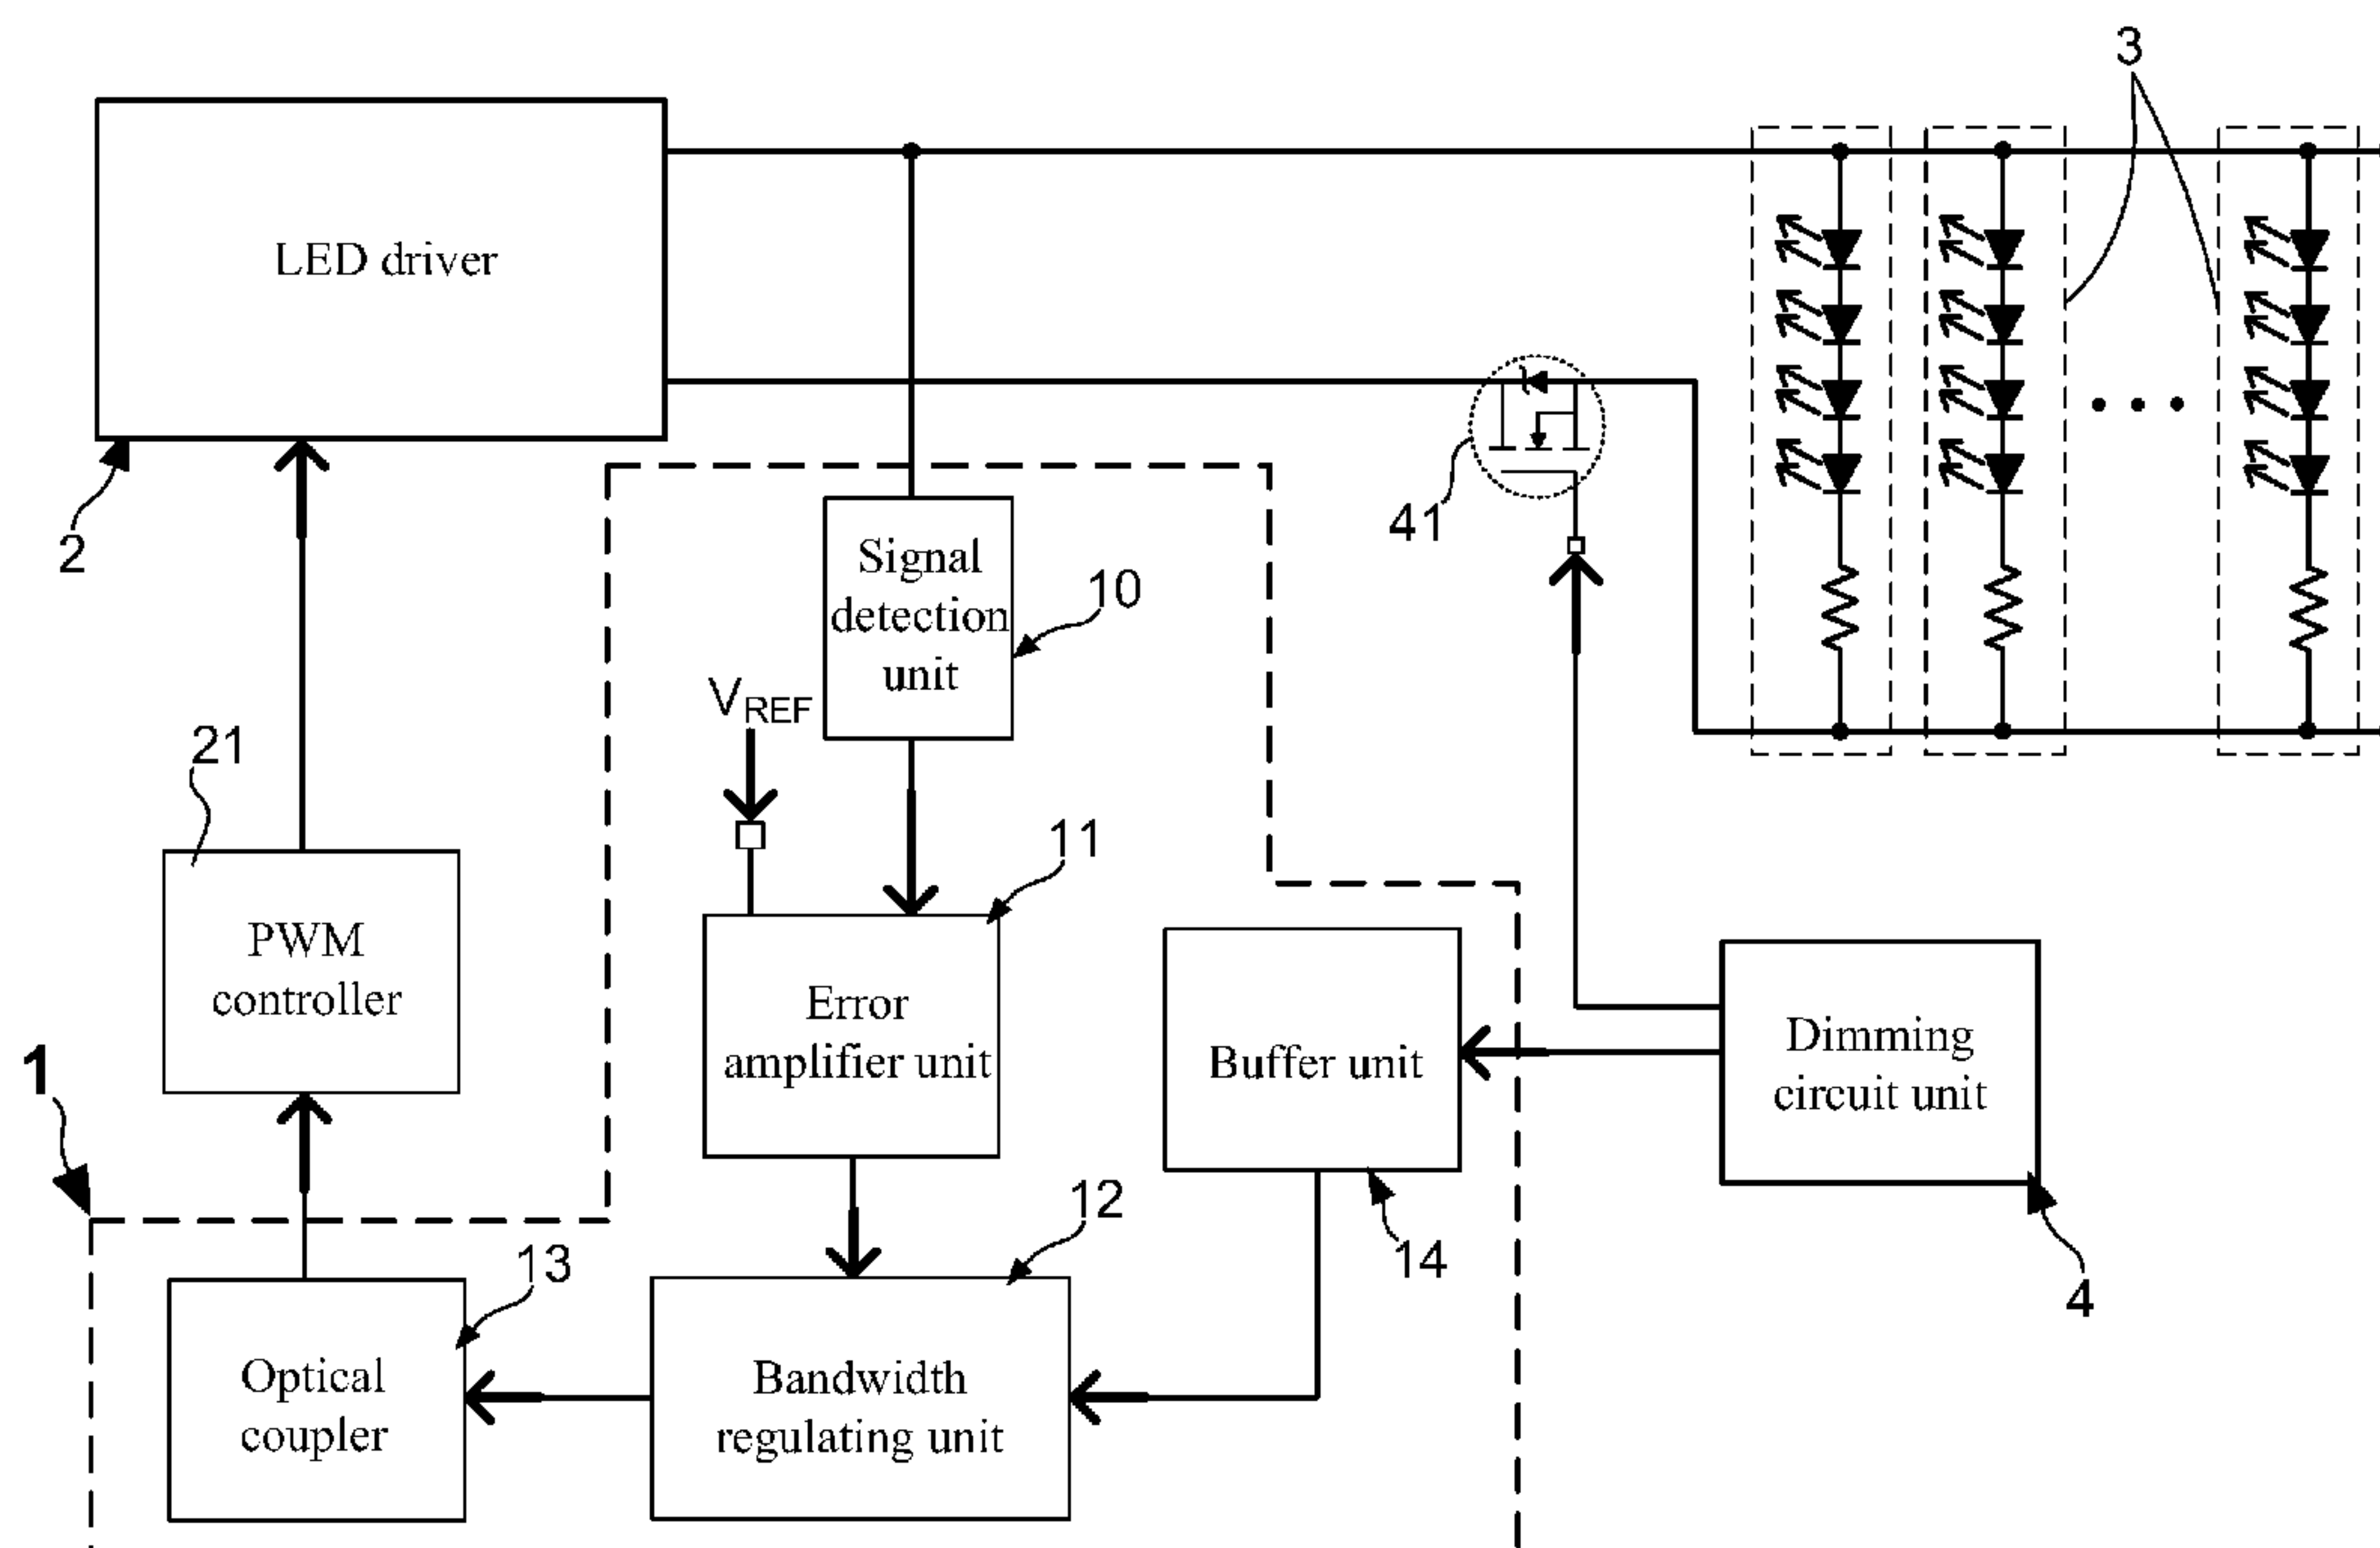 3
LED driver
2
41
Signal
detection
unit
10
VREF
21
11
PWM
controller
Error
amplifier unit
Buffer unit
Dimming
circuit unit
1
12
13
14
4
Optical
coupler
Bandwidth
regulating unit